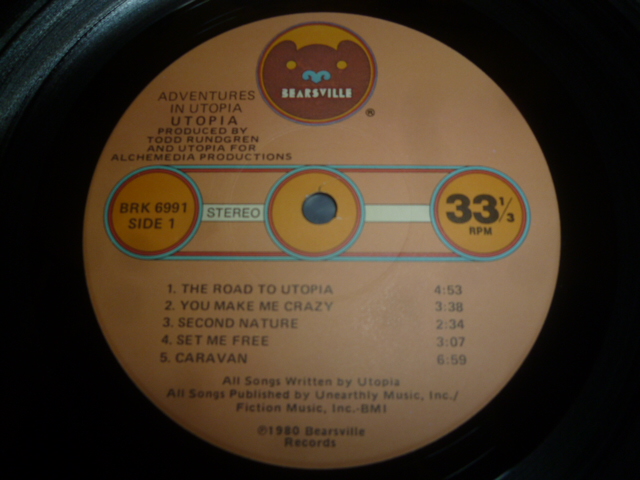 BEARSVILLE
®
ADVENTURES
IN UTOPIA
UTOPIA
PRODUCED BY
TODD RUNDGREN
AND UTOPIA FOR
ALCHEMEDIA PRODUCTIONS
BRK 6991
SIDE 1
STEREO
33 1/3
RPM
1. THE ROAD TO UTOPIA 4:53
2. YOU MAKE ME CRAZY 3:38
3. SECOND NATURE 2:34
4. SET ME FREE 3:07
5. CARAVAN 6:59
All Songs Written by Utopia
All Songs Published by Unearthly Music, Inc./
Fiction Music, Inc.-BMI
℗1980 Bearsville
Records